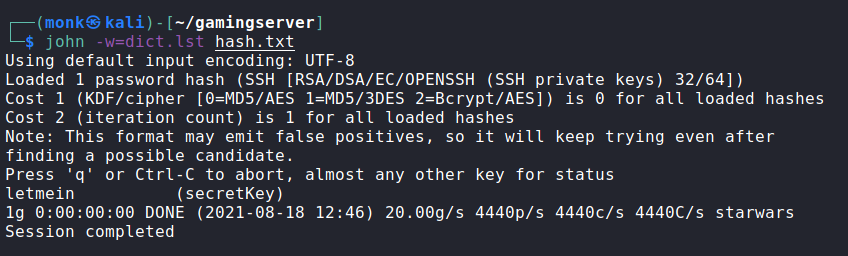 ┌──(monk㉿kali)-[~/gamingserver]
└─$ john -w=dict.lst hash.txt
Using default input encoding: UTF-8
Loaded 1 password hash (SSH [RSA/DSA/EC/OPENSSH (SSH private keys) 32/64])
Cost 1 (KDF/cipher [0=MD5/AES 1=MD5/3DES 2=Bcrypt/AES]) is 0 for all loaded hashes
Cost 2 (iteration count) is 1 for all loaded hashes
Note: This format may emit false positives, so it will keep trying even after
finding a possible candidate.
Press 'q' or Ctrl-C to abort, almost any other key for status
letmein          (secretKey)
1g 0:00:00:00 DONE (2021-08-18 12:46) 20.00g/s 4440p/s 4440c/s 4440C/s starwars
Session completed